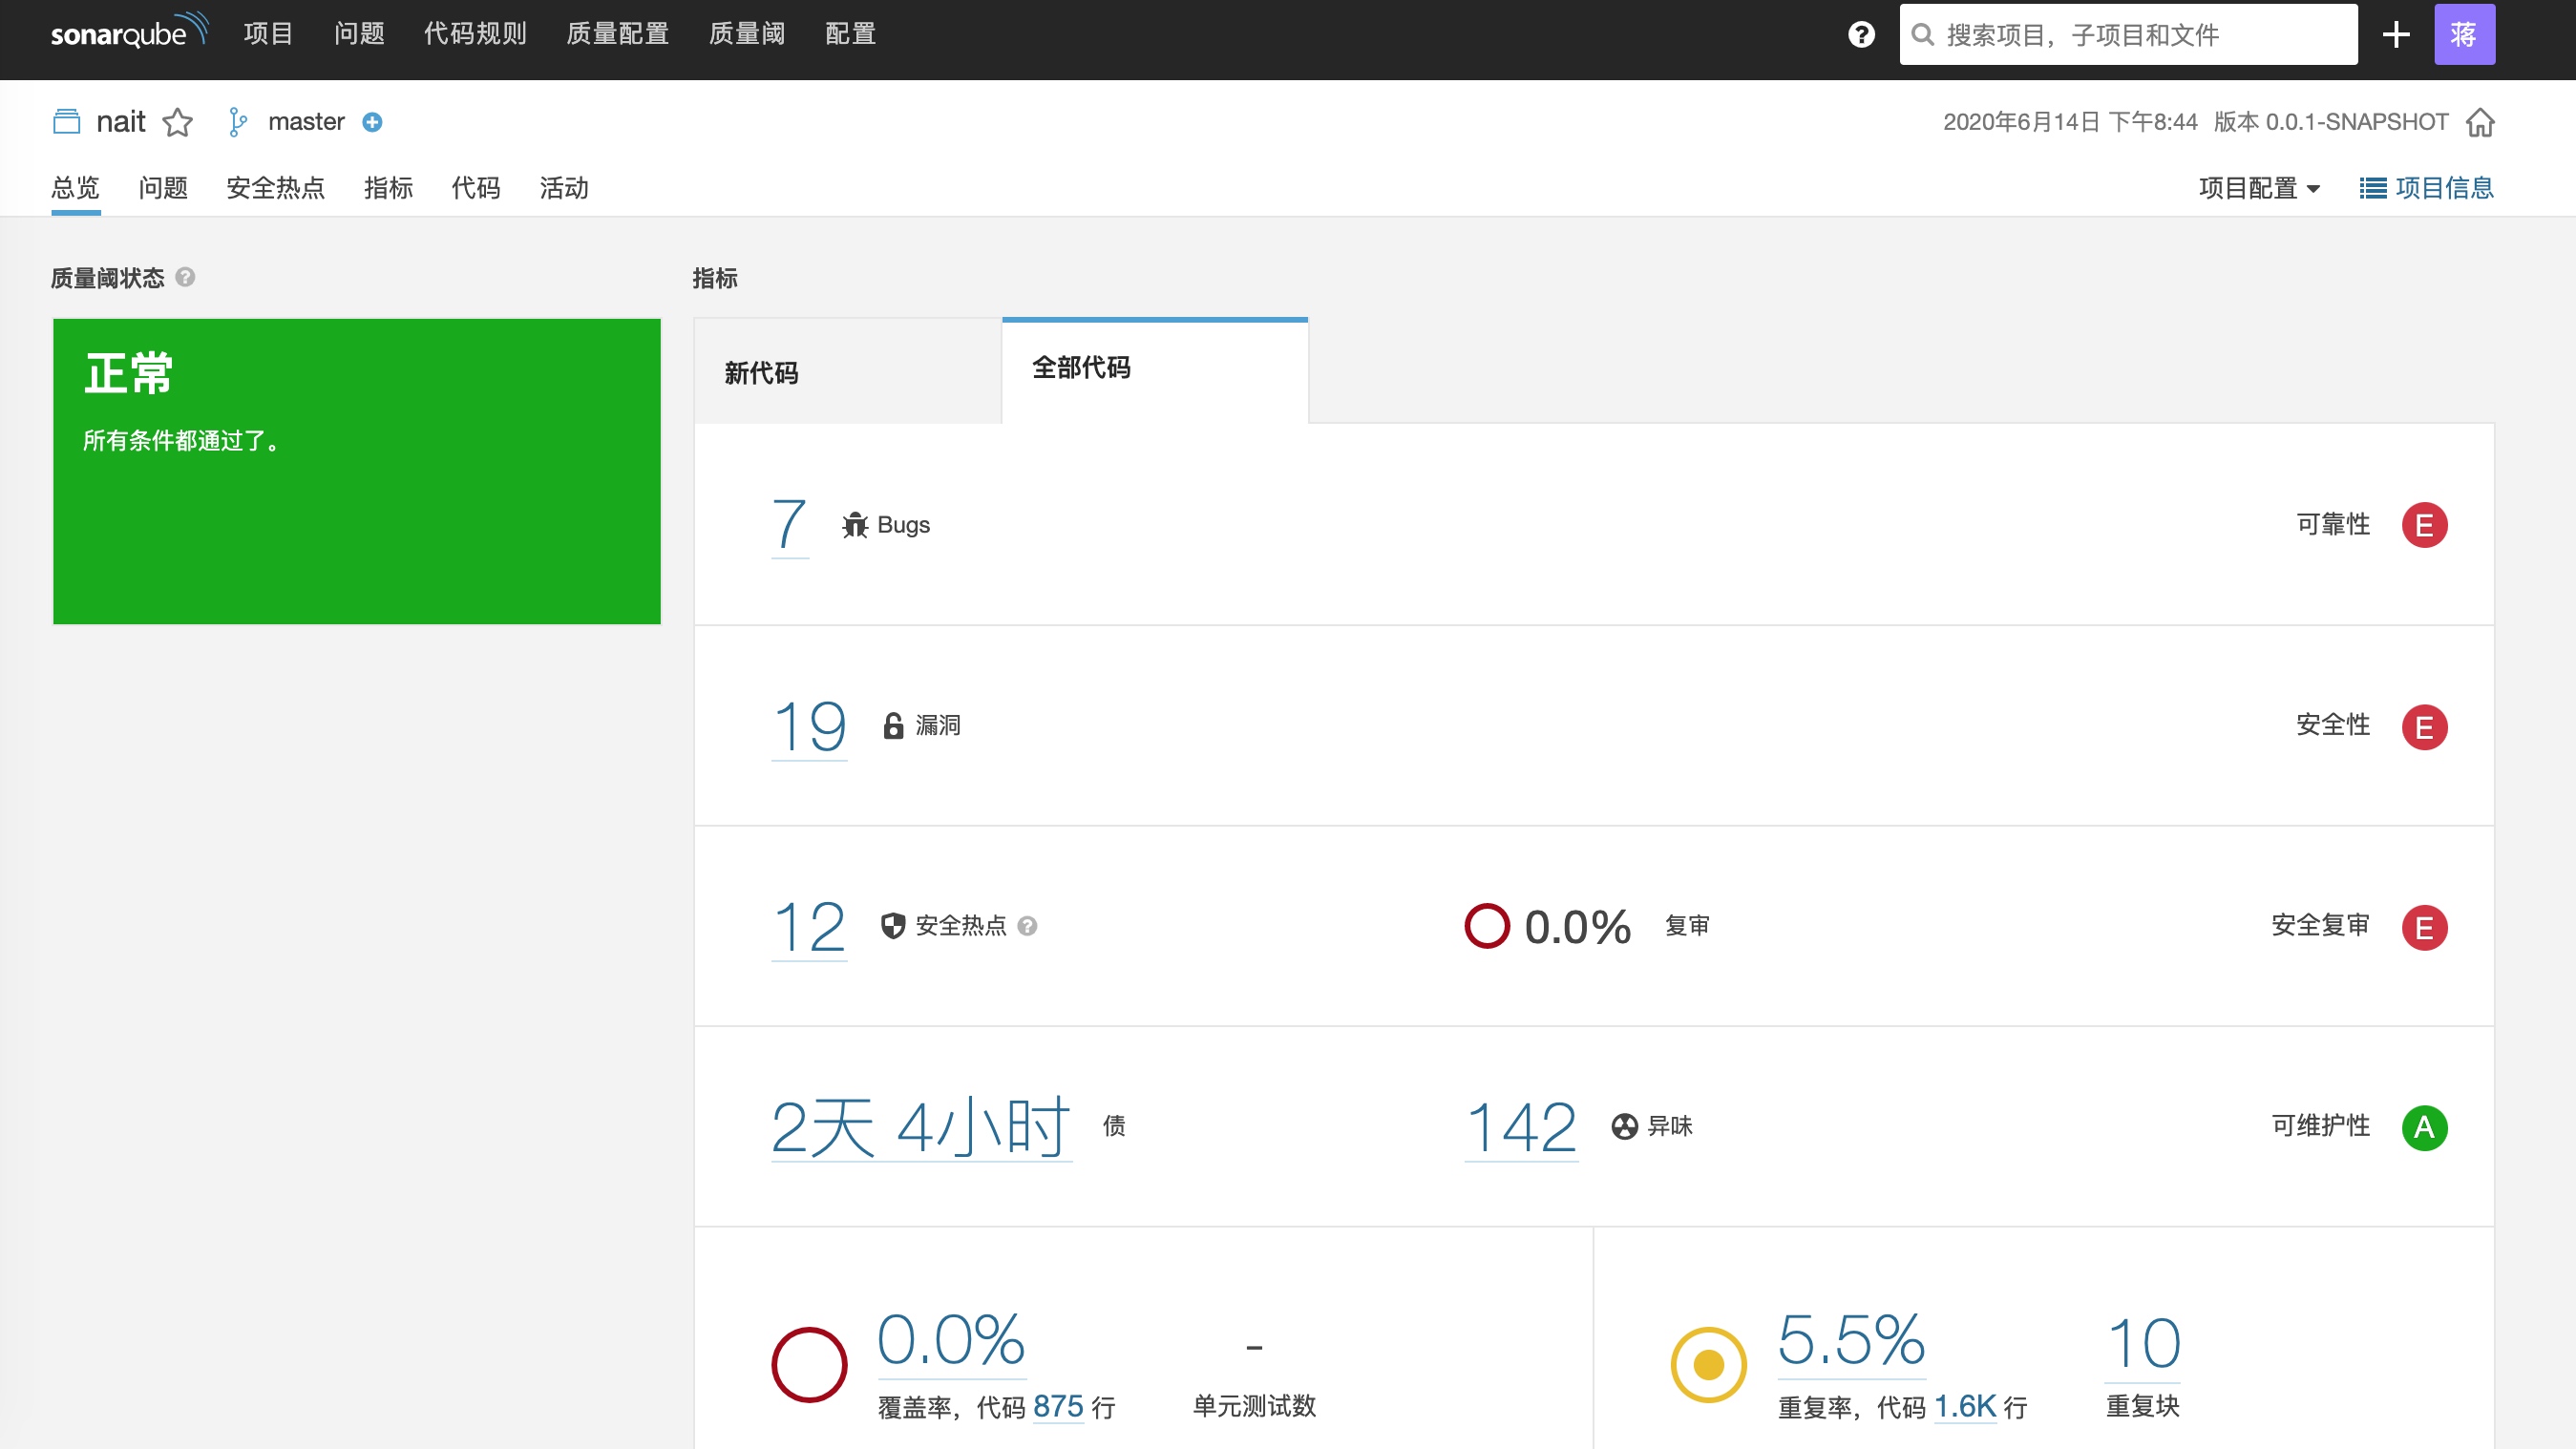 sonarqube 项目 问题 代码规则 质量配置 质量阈 配置 搜索项目，子项目和文件 蒋
nait master 2020年6月14日 下午8:44 版本 0.0.1-SNAPSHOT
总览 问题 安全热点 指标 代码 活动 项目配置 项目信息
质量阈状态
正常
所有条件都通过了。
指标
新代码 全部代码
7 Bugs 可靠性 E
19 漏洞 安全性 E
12 安全热点 0.0% 复审 安全复审 E
2天 4小时 债 142 异味 可维护性 A
0.0% - 5.5% 10
覆盖率，代码 875 行 单元测试数 重复率，代码 1.6K 行 重复块